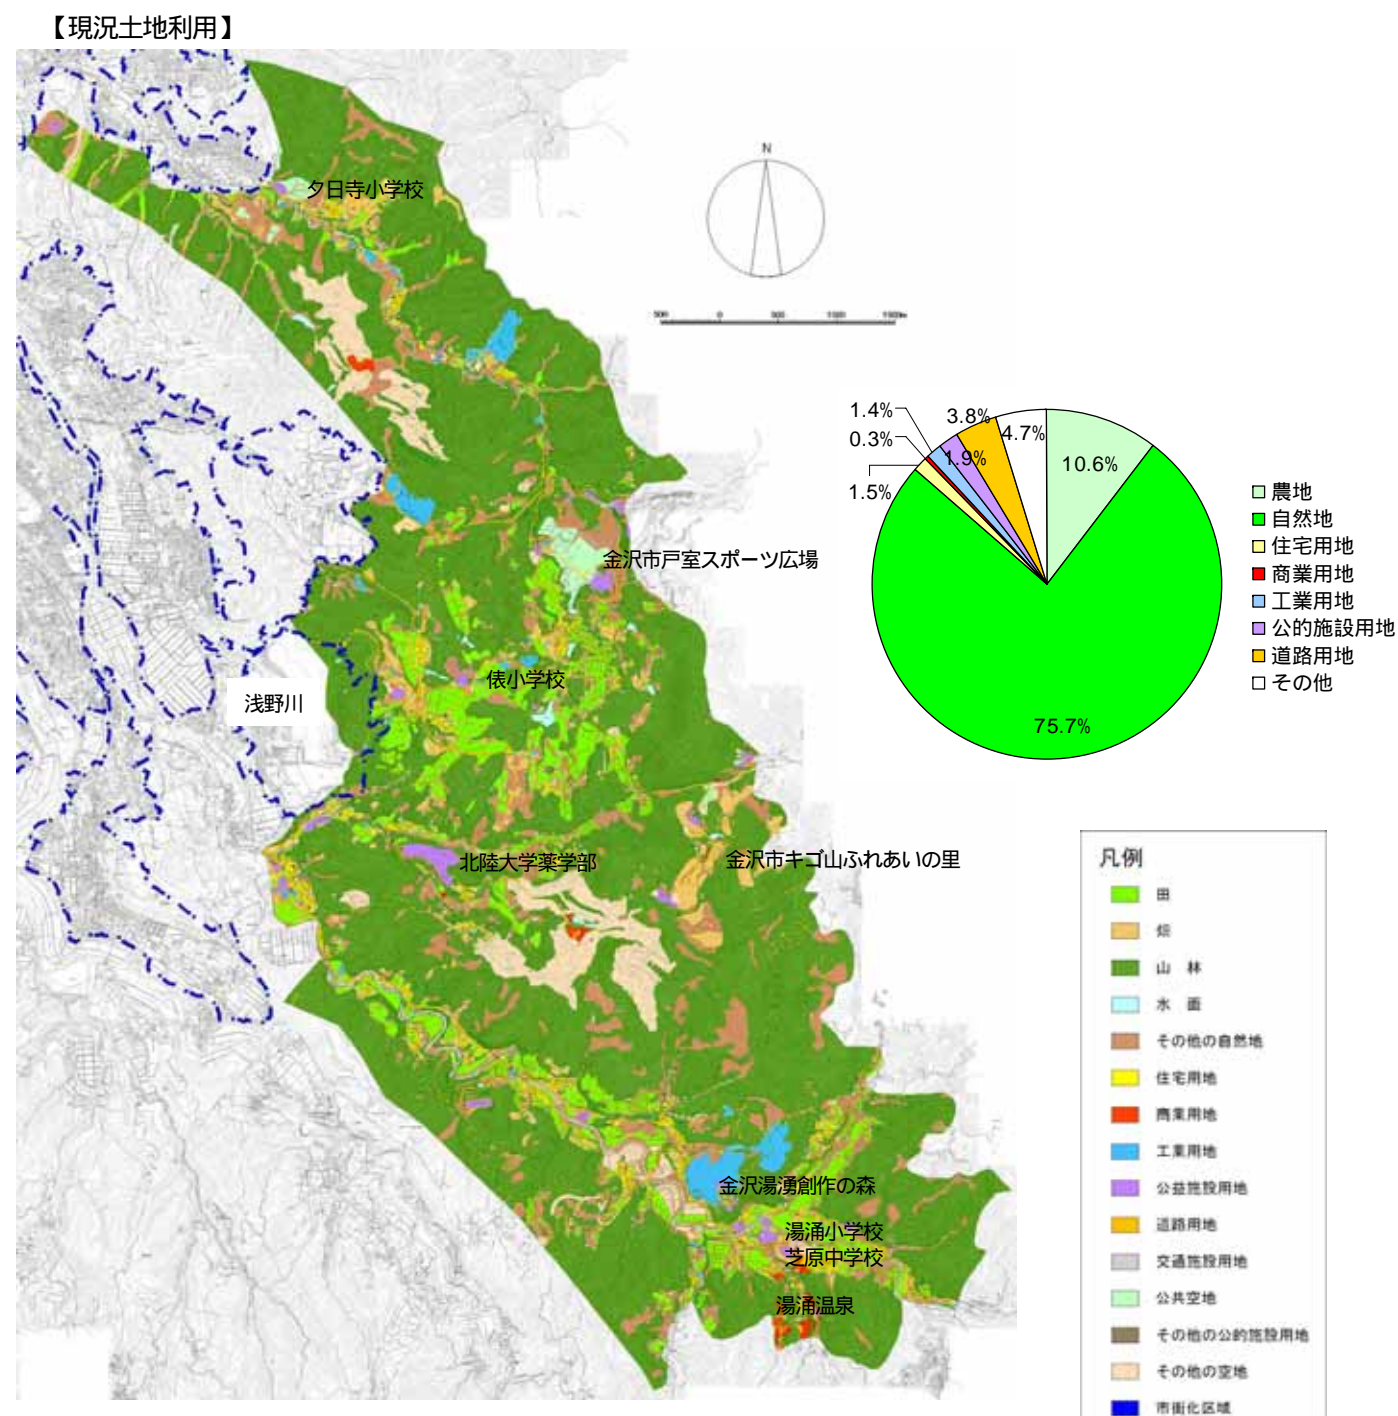 【現況土地利用】
夕日寺小学校
N
500 0 500 1000 1500m
1.4%
0.3%
1.5%
3.8%
1.9%
4.7%
10.6%
75.7%
農地
自然地
住宅用地
商業用地
工業用地
公的施設用地
道路用地
その他
金沢市戸室スポーツ広場
俵小学校
浅野川
北陸大学薬学部
金沢市キゴ山ふれあいの里
金沢湯湧創作の森
湯涌小学校
芝原中学校
湯涌温泉
凡例
田
畑
山 林
水 面
その他の自然地
住宅用地
商業用地
工業用地
公益施設用地
道路用地
交通施設用地
公共空地
その他の公的施設用地
その他の空地
市街化区域